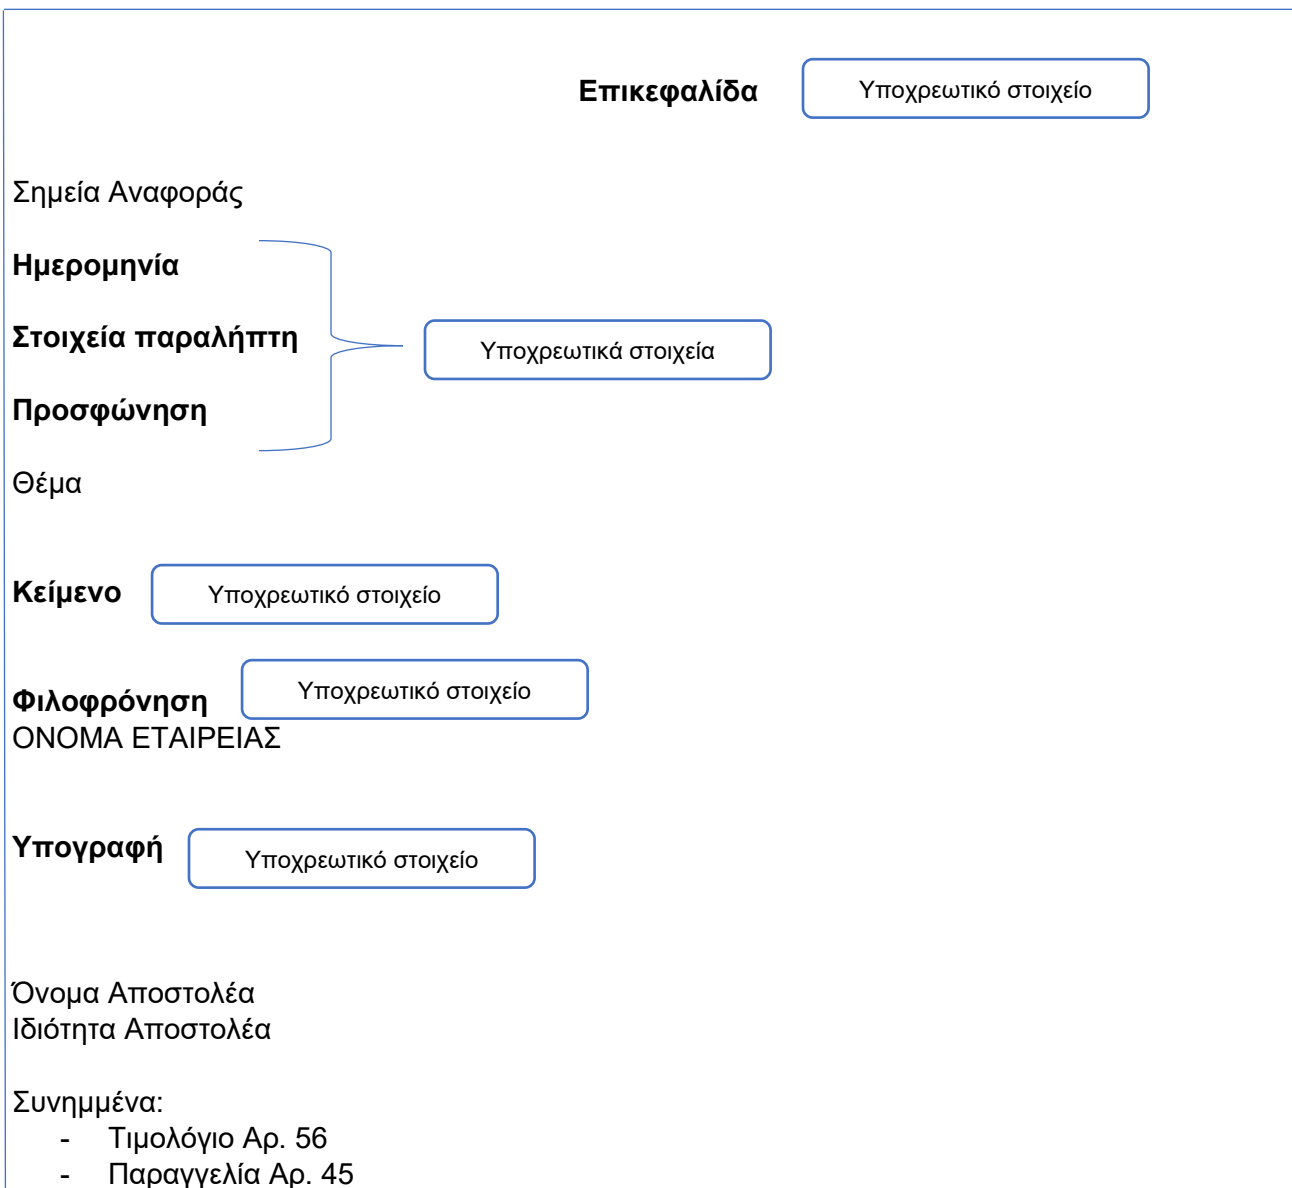 Επικεφαλίδα Υποχρεωτικό στοιχείο
Σημεία Αναφοράς
Ημερομηνία
Στοιχεία παραλήπτη Υποχρεωτικά στοιχεία
Προσφώνηση
Θέμα
Κείμενο Υποχρεωτικό στοιχείο
Φιλοφρόνηση Υποχρεωτικό στοιχείο
ΟΝΟΜΑ ΕΤΑΙΡΕΙΑΣ
Υπογραφή Υποχρεωτικό στοιχείο
Όνομα Αποστολέα
Ιδιότητα Αποστολέα
Συνημμένα:
- Τιμολόγιο Αρ. 56
- Παραγγελία Αρ. 45